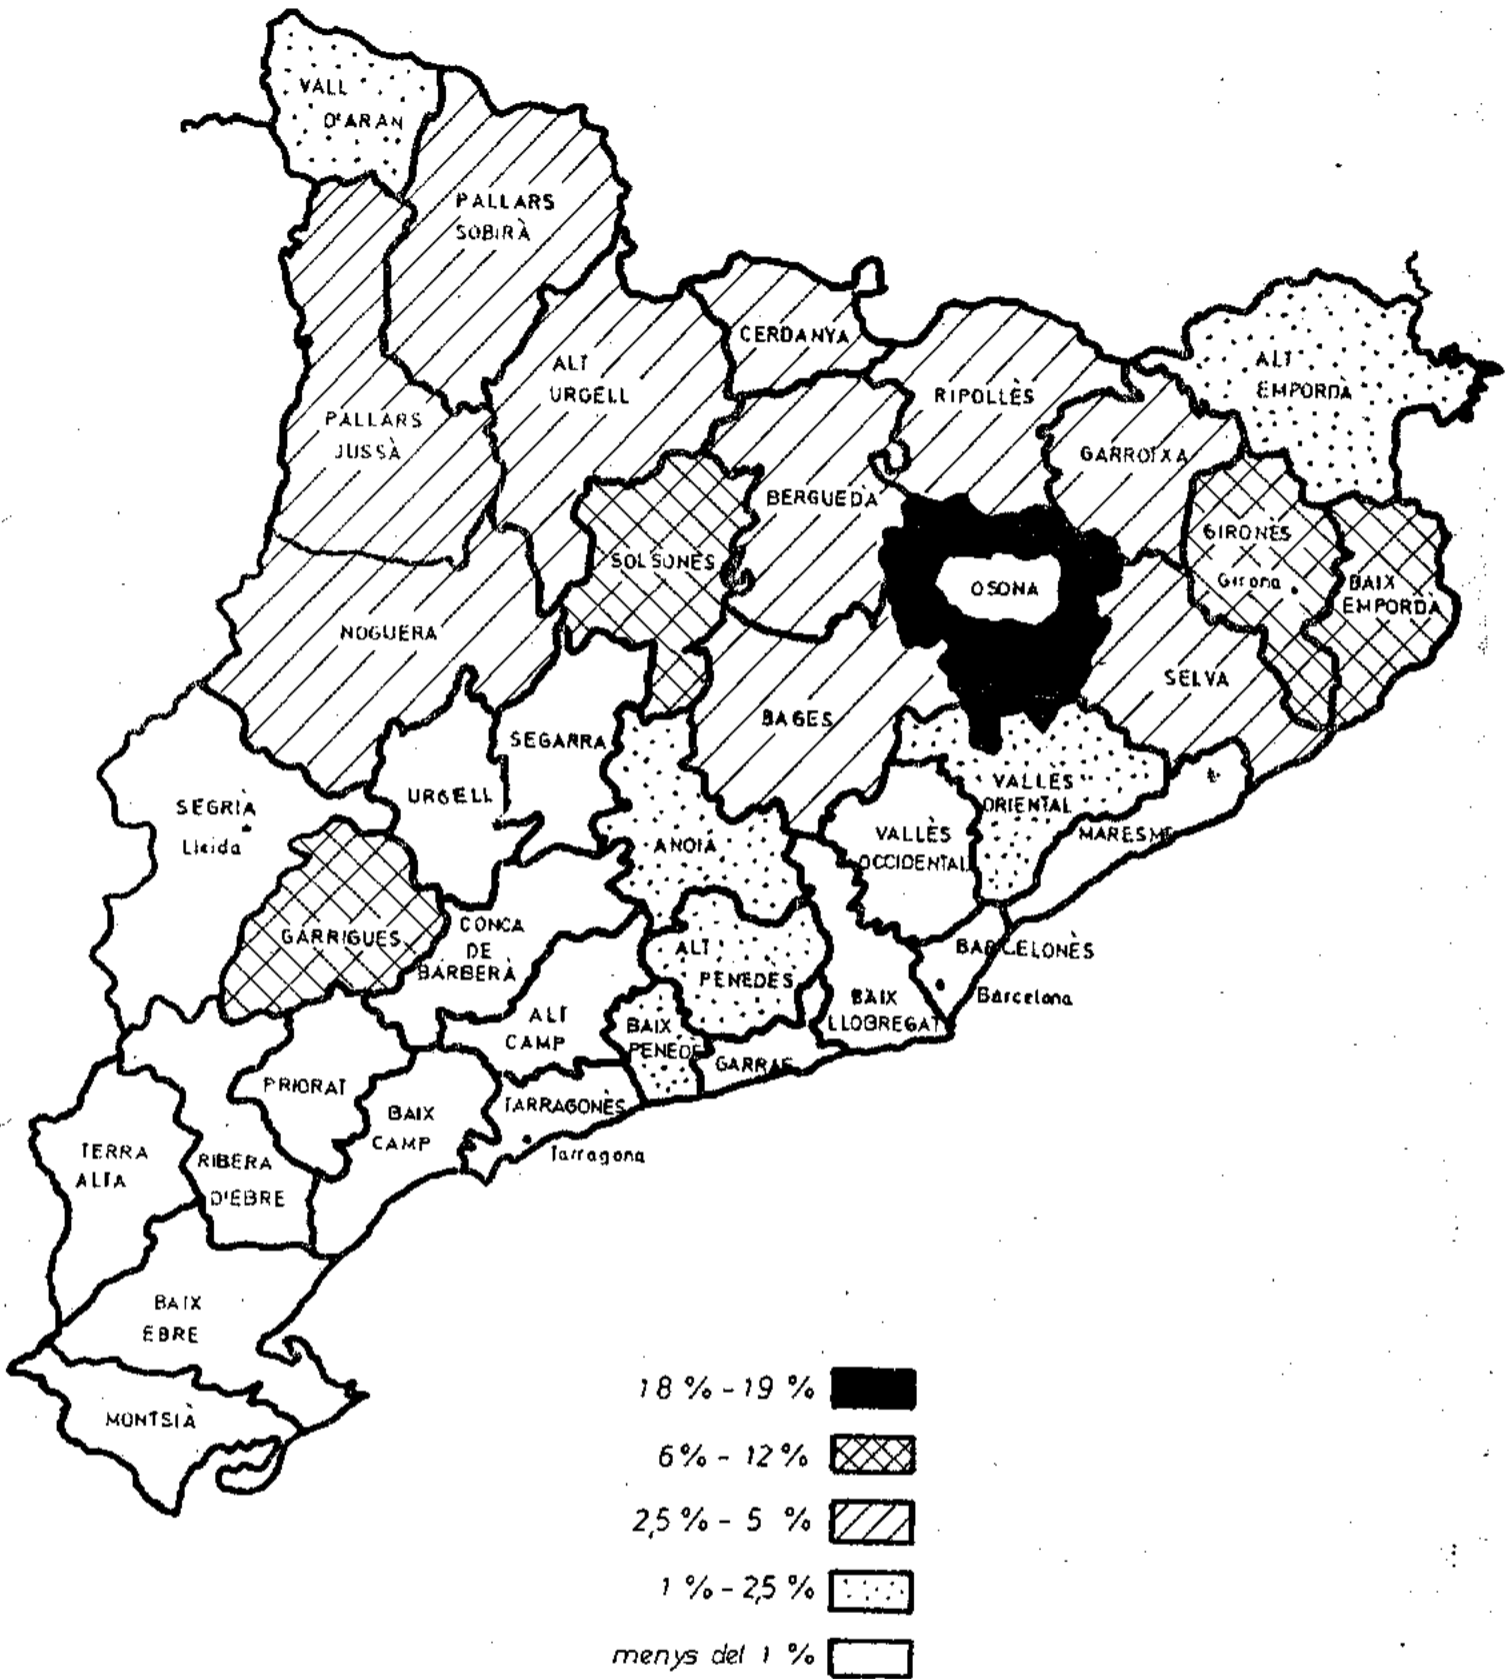 VALL
D'ARAN
PALLARS
SOBIRÀ
CERDANYA
ALT
URGELL
RIPOLLÈS
ALT
EMPORDA
PALLARS
JUSSÀ
GARROTXA
BERGUEDÀ
SOLSONÈS
GIRONÈS
Girona
BAIX
EMPORDÀ
OSONA
NOGUERA
SELVA
BAGES
SEGARRA
URGELL
SEGRIÀ
Lleida
VALLÈS
ORIENTAL
MARESME
VALLÈS
OCCIDENTAL
ANOIA
GARRIGUES
CONCA
DE
BARBERÀ
ALT
PENEDÈS
BARCELONÈS
Barcelona
BAIX
LLOBREGAT
ALT
CAMP
BAIX
PENEDÈ
GARRAF
PRIORAT
BAIX
CAMP
TARRAGONÈS
Tarragona
TERRA
ALTA
RIBERA
D'EBRE
BAIX
EBRE
MONTSIÀ
18 % - 19 %
6% - 12 %
2,5 % - 5 %
1 % - 2,5 %
menys del 1 %